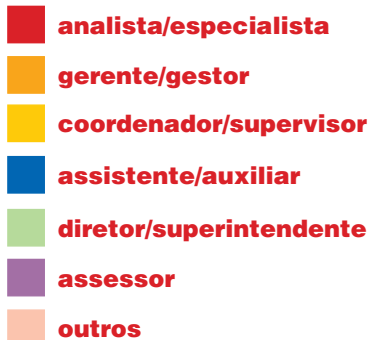 analista/especialista
gerente/gestor
coordenador/supervisor
assistente/auxiliar
diretor/superintendente
assessor
outros